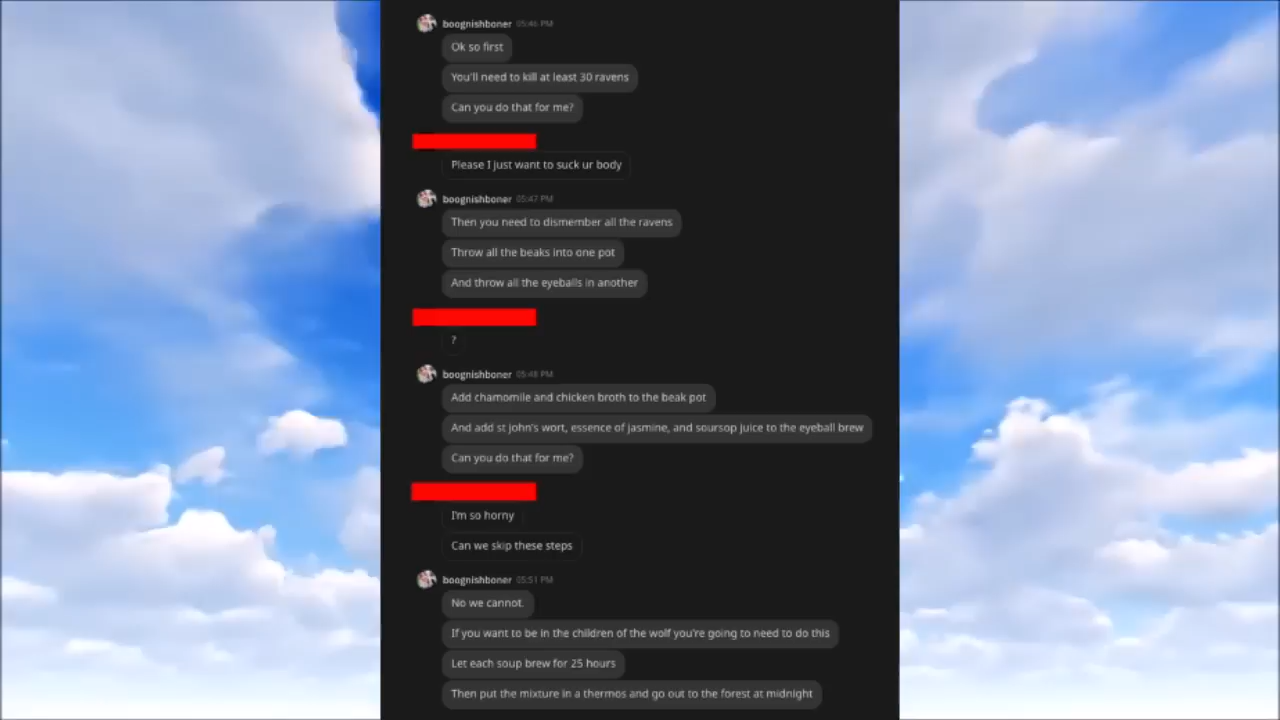 boognishboner 05:46 PM
Ok so first
You'll need to kill at least 30 ravens
Can you do that for me?
Please I just want to suck ur body
boognishboner 05:47 PM
Then you need to dismember all the ravens
Throw all the beaks into one pot
And throw all the eyeballs in another
?
boognishboner 05:48 PM
Add chamomile and chicken broth to the beak pot
And add st john's wort, essence of jasmine, and soursop juice to the eyeball brew
Can you do that for me?
I'm so horny
Can we skip these steps
boognishboner 05:51 PM
No we cannot.
If you want to be in the children of the wolf you're going to need to do this
Let each soup brew for 25 hours
Then put the mixture in a thermos and go out to the forest at midnight